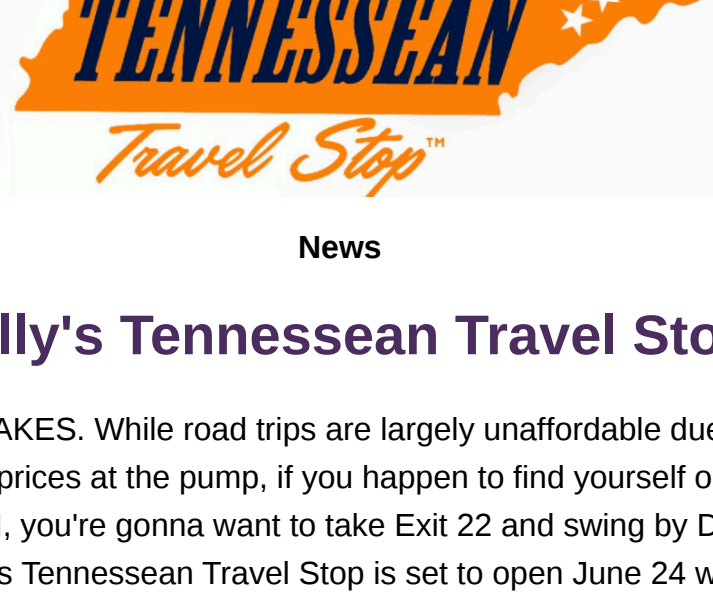 TENNESSEAN
Travel Stop™
News
lly's Tennessean Travel Sto
AKES. While road trips are largely unaffordable due
prices at the pump, if you happen to find yourself o
, you're gonna want to take Exit 22 and swing by D
s Tennessean Travel Stop is set to open June 24 w